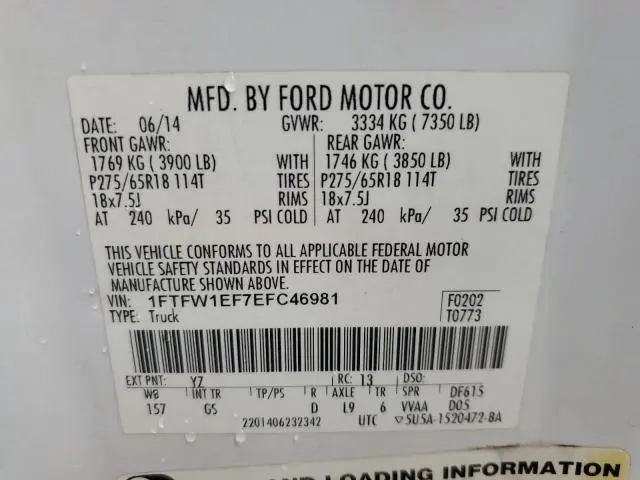 MFD. BY FORD MOTOR CO.
DATE: 06/14 GVWR: 3334 KG ( 7350 LB)
FRONT GAWR: REAR GAWR:
1769 KG ( 3900 LB) WITH 1746 KG ( 3850 LB) WITH
P275/65R18 114T TIRES P275/65R18 114T TIRES
18x7.5J RIMS 18x7.5J RIMS
AT 240 kPa/ 35 PSI COLD AT 240 kPa/ 35 PSI COLD
THIS VEHICLE CONFORMS TO ALL APPLICABLE FEDERAL MOTOR
VEHICLE SAFETY STANDARDS IN EFFECT ON THE DATE OF
MANUFACTURE SHOWN ABOVE.
VIN: 1FTFW1EF7EFC46981 F0202
TYPE: Truck T0773
EXT PNT: YZ RC: 13 DSO:
WB INT TR TP/PS R AXLE TR SPR DF615
157 GS D L9 6 VVAA D0S
2201406232342 UTC ▽5U5A-1520472-BA
AND LOADING INFORMATION